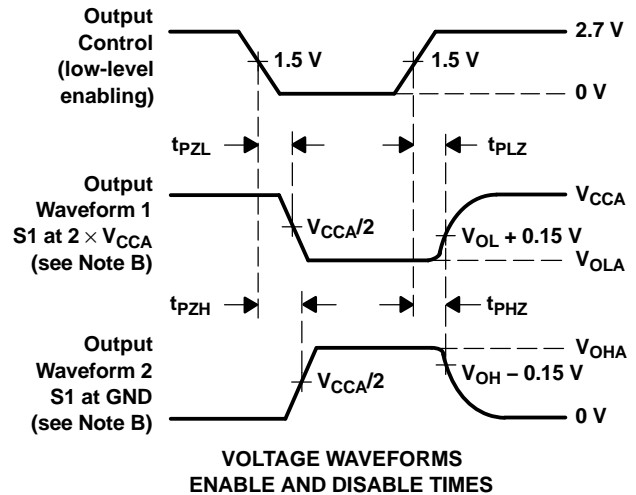 Output
Control
(low-level
enabling)
1.5 V
1.5 V
2.7 V
0 V
tPZL
tPLZ
Output
Waveform 1
S1 at 2 × VCCA
(see Note B)
VCCA/2
VCCA
VOL + 0.15 V
VOLA
tPZH
tPHZ
Output
Waveform 2
S1 at GND
(see Note B)
VCCA/2
VOHA
VOH − 0.15 V
0 V
VOLTAGE WAVEFORMS
ENABLE AND DISABLE TIMES